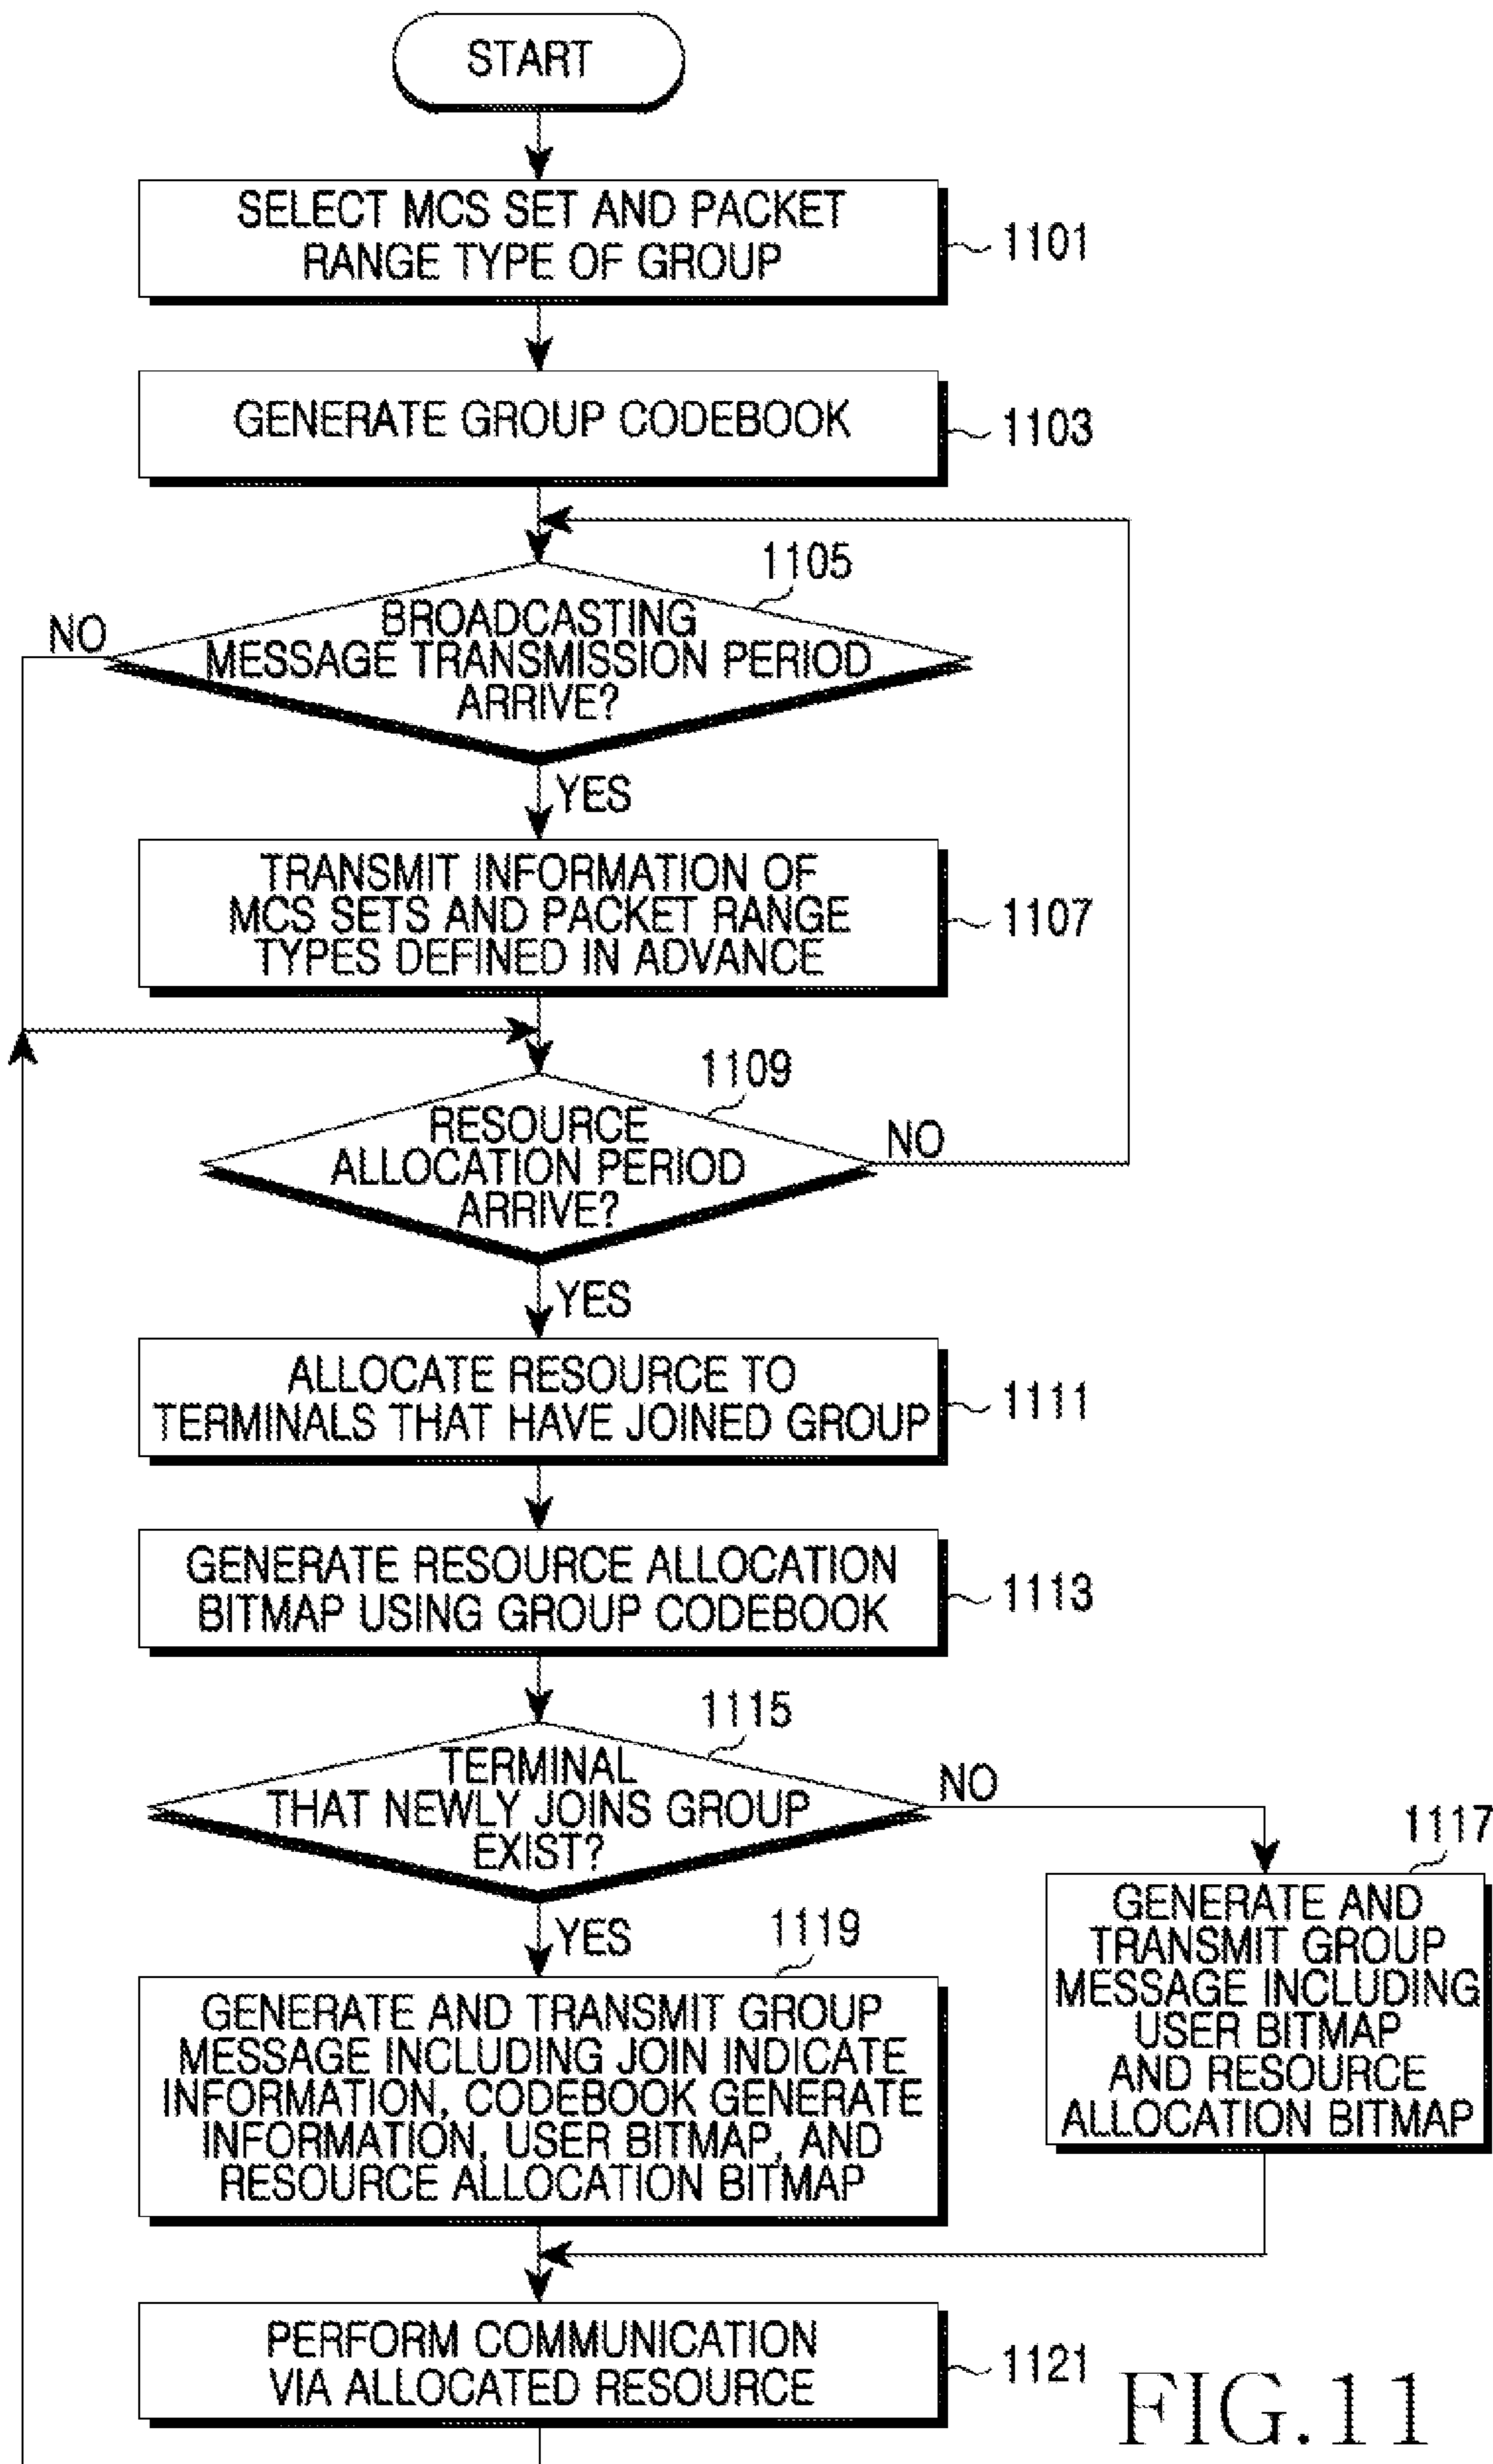 START
SELECT MCS SET AND PACKET
RANGE TYPE OF GROUP
1101
GENERATE GROUP CODEBOOK
1103
1105
BROADCASTING
MESSAGE TRANSMISSION PERIOD
ARRIVE?
NO
YES
TRANSMIT INFORMATION OF
MCS SETS AND PACKET RANGE
TYPES DEFINED IN ADVANCE
1107
1109
RESOURCE
ALLOCATION PERIOD
ARRIVE?
NO
YES
ALLOCATE RESOURCE TO
TERMINALS THAT HAVE JOINED GROUP
1111
GENERATE RESOURCE ALLOCATION
BITMAP USING GROUP CODEBOOK
1113
1115
TERMINAL
THAT NEWLY JOINS GROUP
EXIST?
NO
YES
1117
GENERATE AND
TRANSMIT GROUP
MESSAGE INCLUDING
USER BITMAP
AND RESOURCE
ALLOCATION BITMAP
1119
GENERATE AND TRANSMIT GROUP
MESSAGE INCLUDING JOIN INDICATE
INFORMATION, CODEBOOK GENERATE
INFORMATION, USER BITMAP, AND
RESOURCE ALLOCATION BITMAP
PERFORM COMMUNICATION
VIA ALLOCATED RESOURCE
1121
FIG.11